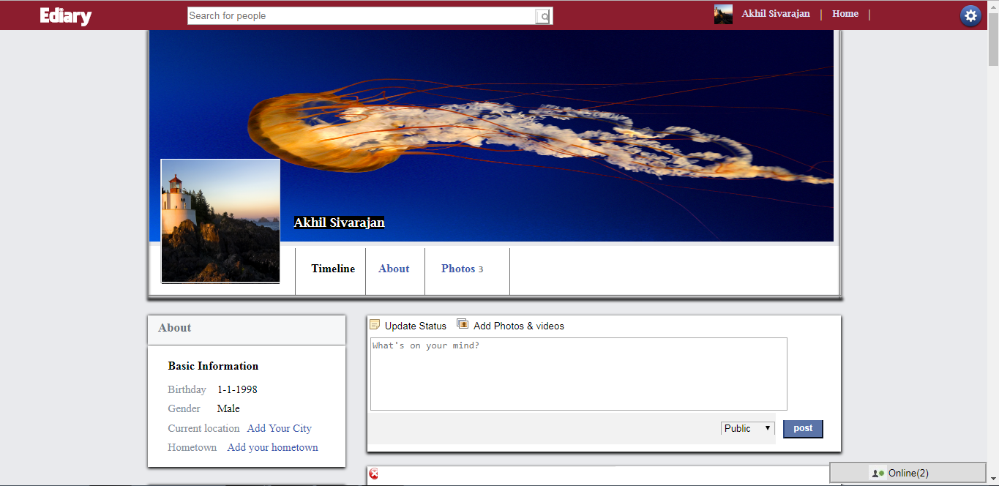 Ediary
Search for people
Akhil Sivarajan | Home |
Akhil Sivarajan
Timeline
About
Photos 3
About
Basic Information
Birthday 1-1-1998
Gender Male
Current location Add Your City
Hometown Add your hometown
Update Status
Add Photos & videos
What's on your mind?
Public
post
Online(2)